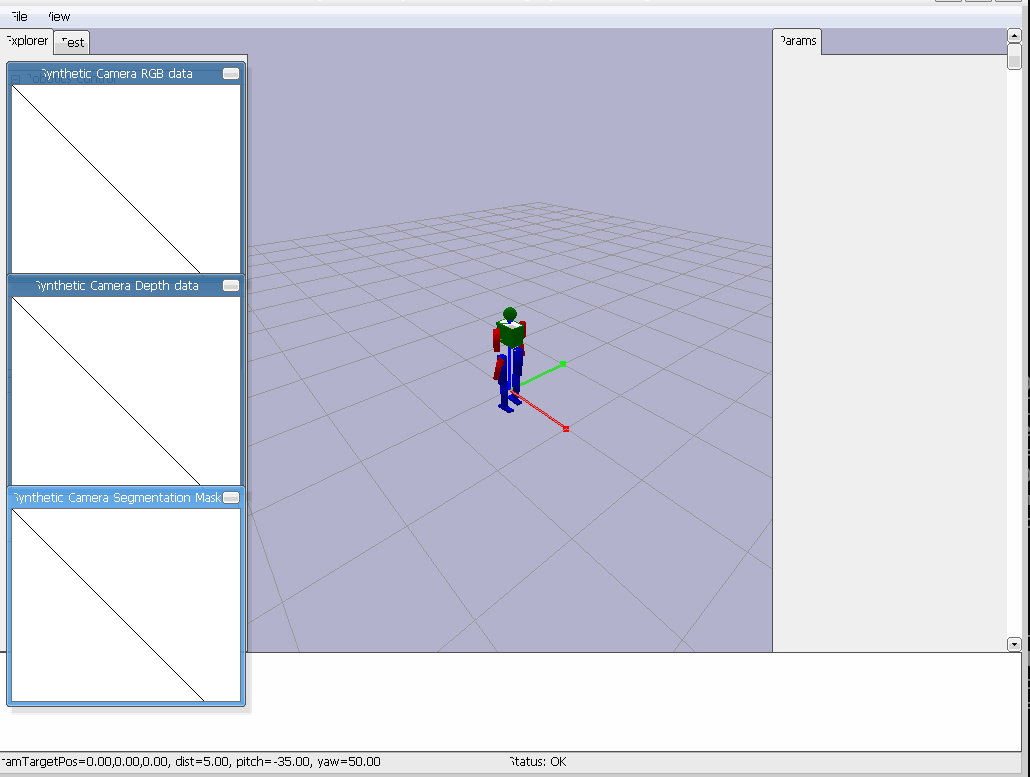 File View
Explorer Test
Params
Synthetic Camera RGB data
Synthetic Camera Depth data
Synthetic Camera Segmentation Mask
amTargetPos=0.00,0.00,0.00, dist=5.00, pitch=-35.00, yaw=50.00
Status: OK